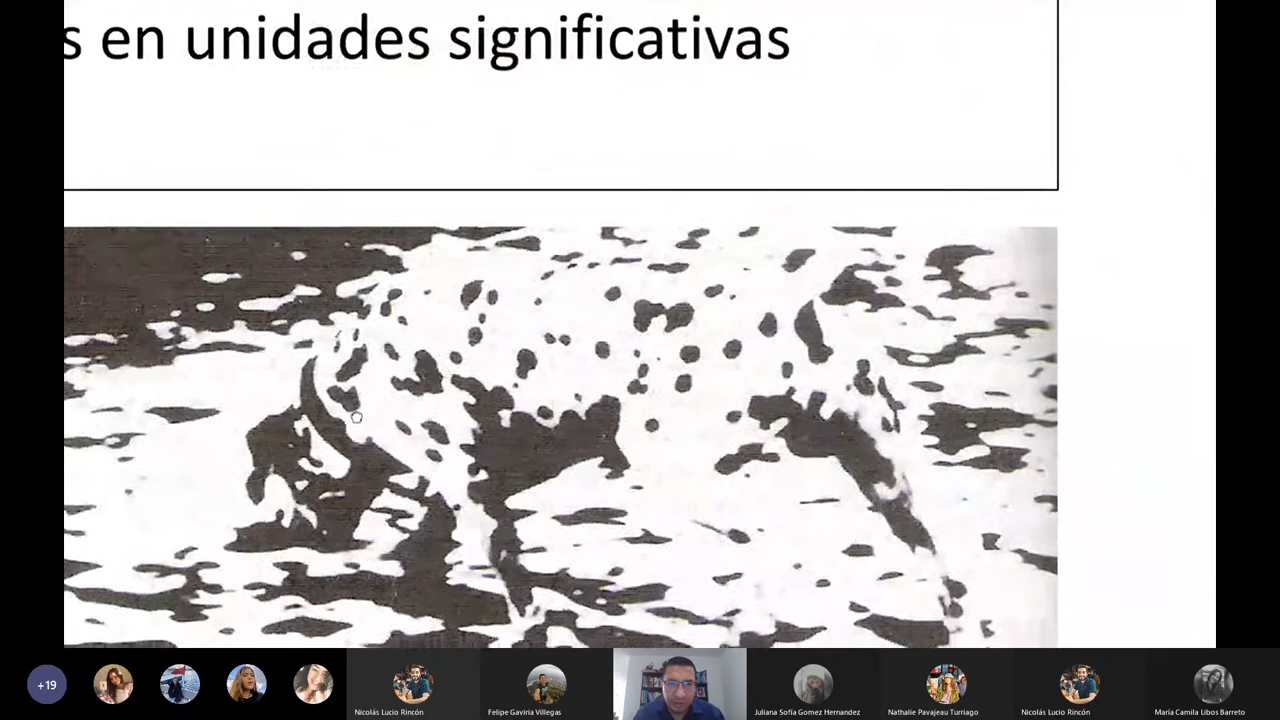 s en unidades significativas
+19
Nicolás Lucio Rincón
Felipe Gaviria Villegas
Juliana Sofía Gomez Hernandez
Nathalie Pavajeau Turriago
Nicolás Lucio Rincón
María Camila Libos Barreto